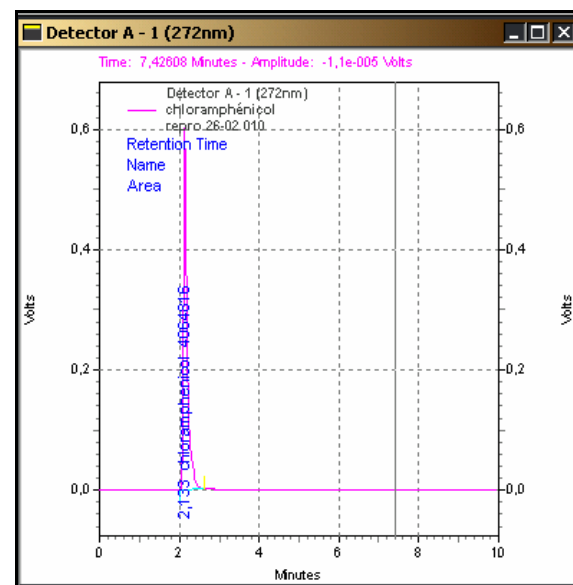 Detector A - 1 (272nm)
Time: 7,42608 Minutes - Amplitude: -1,1e-005 Volts
Détector A - 1 (272nm)
chloramphénicol
repro 26-02 010
Retention Time
Name
Area
0,6
0,6
0,4
0,4
Volts
Volts
0,2
0,2
2,133 chloramphenicol 4064616
0,0
0,0
0
2
4
6
8
10
Minutes